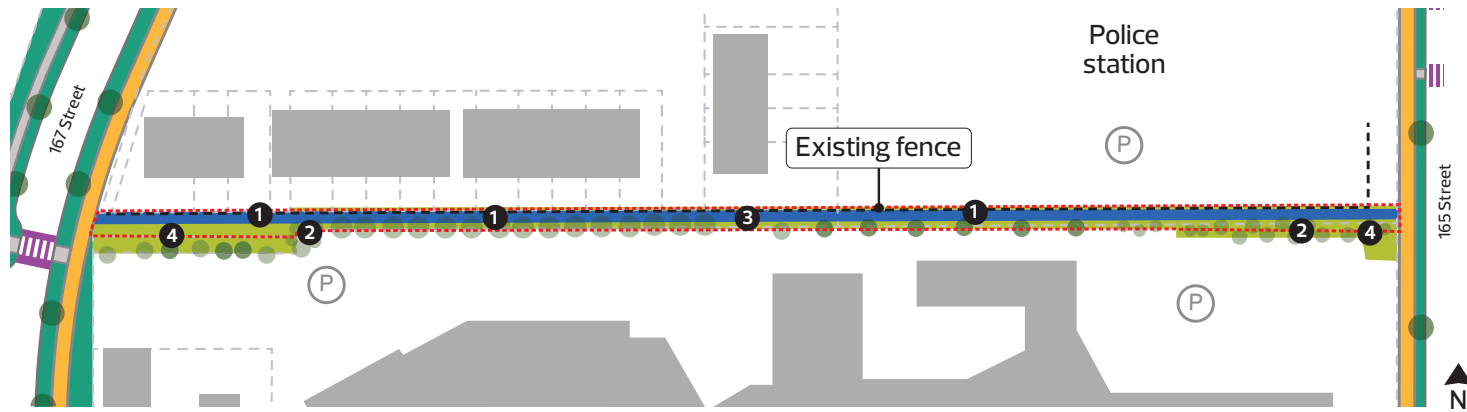 Police
station
167 Street
Existing fence
P
165 Street
1
1
3
1
4
2
2
4
P
P
N